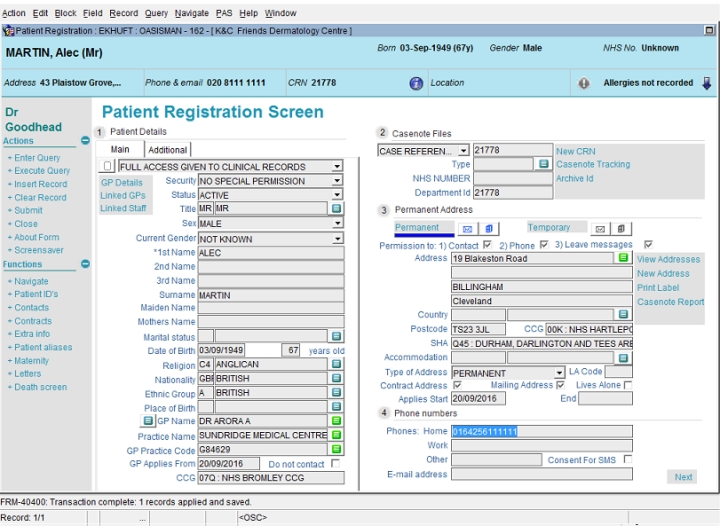 Action Edit Block Field Record Query Navigate PAS Help Window
Patient Registration : EKHUFT : OASISMAN - 162 - [ K&C Friends Dermatology Centre ]
MARTIN, Alec (Mr)
Born 03-Sep-1949 (67y) Gender Male NHS No. Unknown
Address 43 Plaistow Grove,... Phone & email 020 8111 1111 CRN 21778 Location Allergies not recorded
Dr
Goodhead
Actions
+ Enter Query
+ Execute Query
+ Insert Record
+ Clear Record
+ Submit
+ Close
+ About Form
+ Screensaver
Functions
+ Navigate
+ Patient ID's
+ Contacts
+ Contracts
+ Extra info
+ Patient aliases
+ Maternity
+ Letters
+ Death screen
Patient Registration Screen
1 Patient Details
Main Additional
FULL ACCESS GIVEN TO CLINICAL RECORDS
GP Details
Linked GPs
Linked Staff
Security NO SPECIAL PERMISSION
Status ACTIVE
Title MR MR
Sex MALE
Current Gender NOT KNOWN
*1st Name ALEC
2nd Name
3rd Name
Surname MARTIN
Maiden Name
Mothers Name
Marital status
Date of Birth 03/09/1949 67 years old
Religion C4 ANGLICAN
Nationality GBR BRITISH
Ethnic Group A BRITISH
Place of Birth
GP Name DR ARORA A
Practice Name SUNDRIDGE MEDICAL CENTRE
GP Practice Code G84629
GP Applies From 20/09/2016 Do not contact
CCG 07Q : NHS BROMLEY CCG
2 Casenote Files
CASE REFEREN... 21778
Type
NHS NUMBER
Department Id 21778
New CRN
Casenote Tracking
Archive Id
3 Permanent Address
Permanent Temporary
Permission to: 1) Contact 2) Phone 3) Leave messages
Address 19 Blakeston Road
BILLINGHAM
Cleveland
View Addresses
New Address
Print Label
Casenote Report
Country
Postcode TS23 3JL CCG 00K : NHS HARTLEPO
SHA Q45 : DURHAM, DARLINGTON AND TEES ARE
Accommodation
Type of Address PERMANENT LA Code
Contract Address Mailing Address Lives Alone
Applies Start 20/09/2016 End
4 Phone numbers
Phones: Home 0164256111111
Work
Other Consent For SMS
E-mail address
Next
FRM-40400: Transaction complete: 1 records applied and saved.
Record: 1/1 ... <OSC>